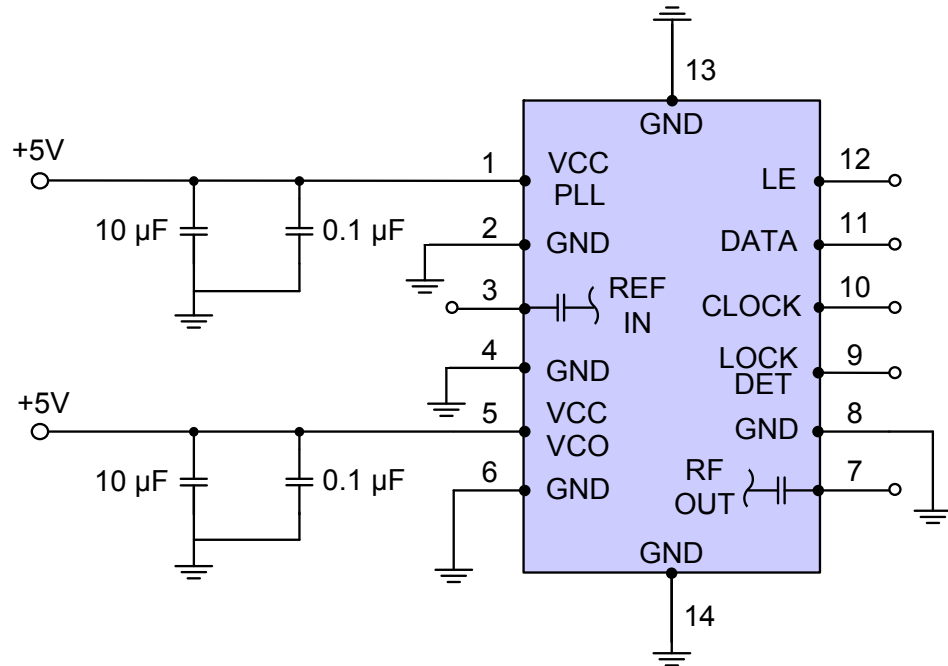 13
GND
+5V
1
VCC
PLL
10 µF
0.1 µF
2
GND
3
REF
IN
4
GND
+5V
5
VCC
VCO
10 µF
0.1 µF
6
GND
LE
12
DATA
11
CLOCK
10
LOCK
DET
9
GND
8
RF
OUT
7
GND
14